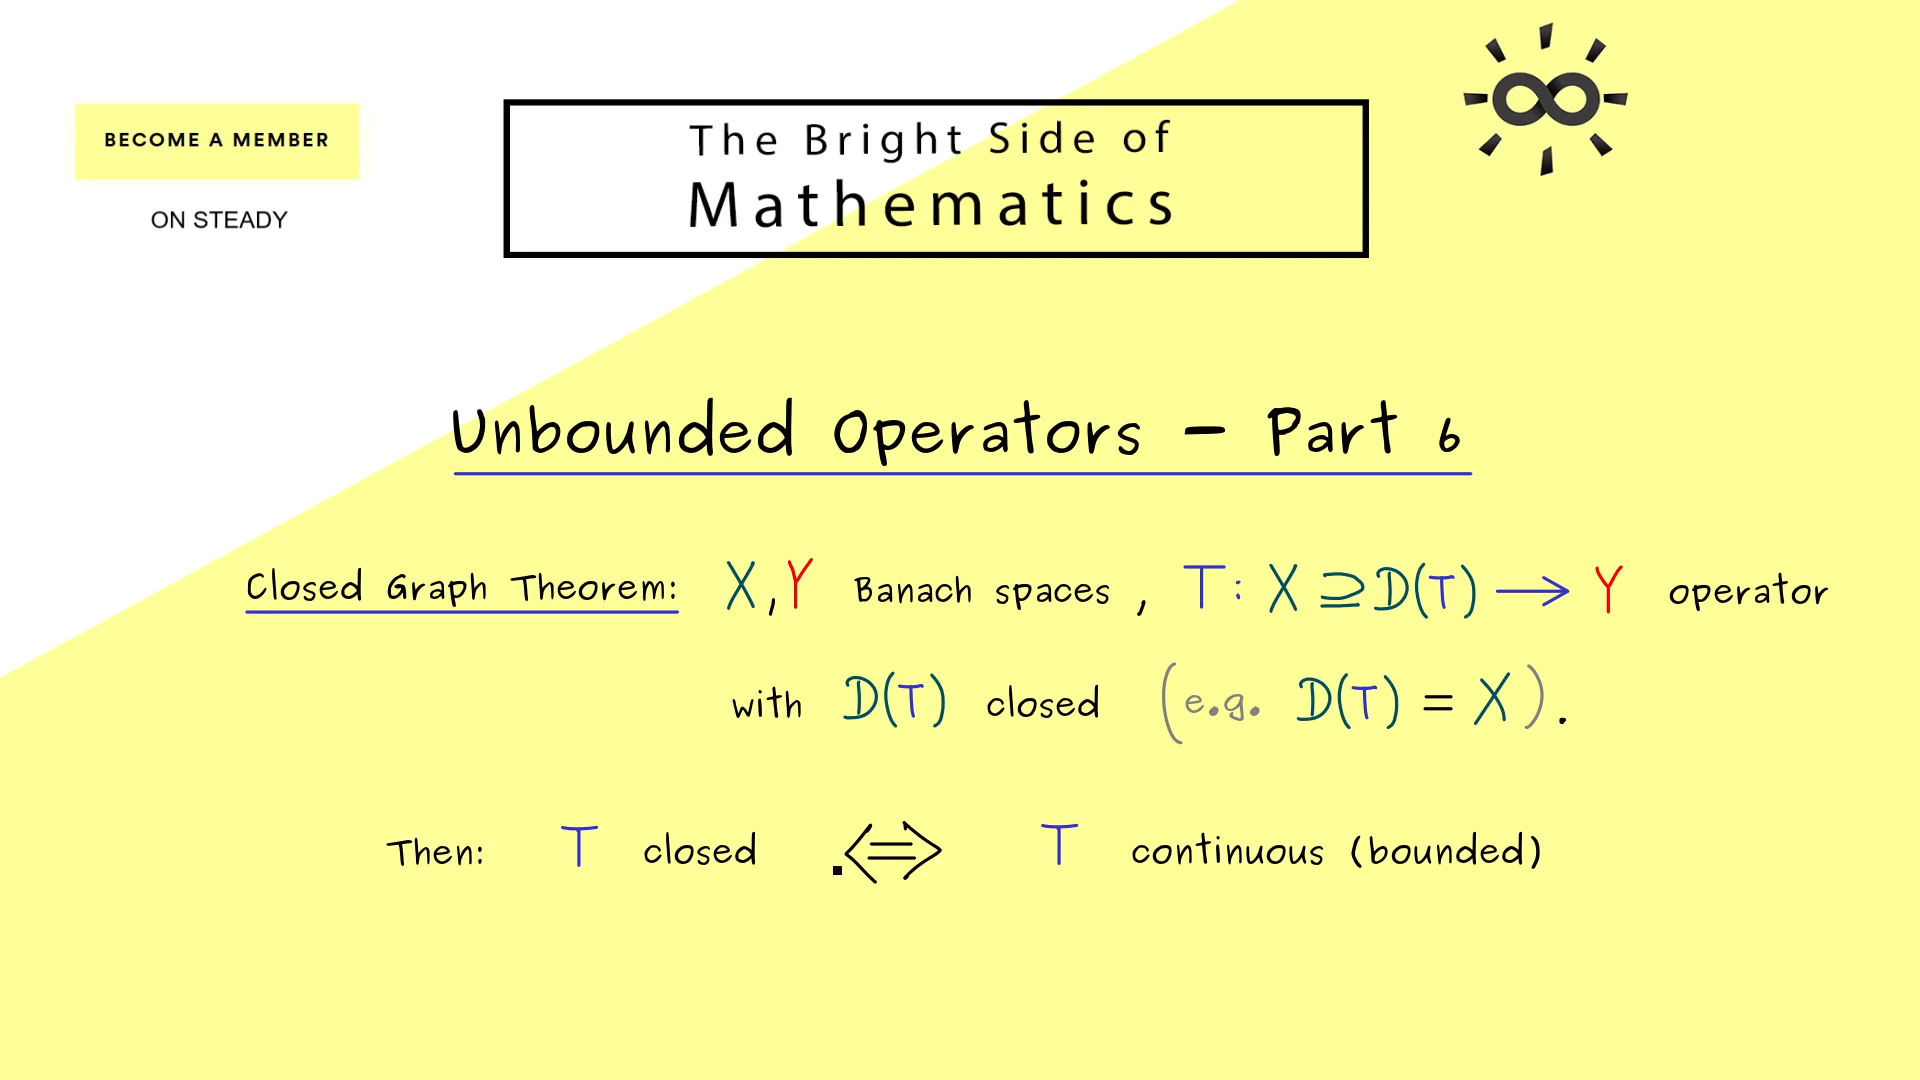 BECOME A MEMBER
ON STEADY
The Bright Side of
Mathematics
Unbounded Operators - Part 6
Closed Graph Theorem: X, Y Banach spaces, T: X ⊇ D(T) ⟶ Y operator
with D(T) closed (e.g. D(T) = X).
Then: T closed .⟺ T continuous (bounded)